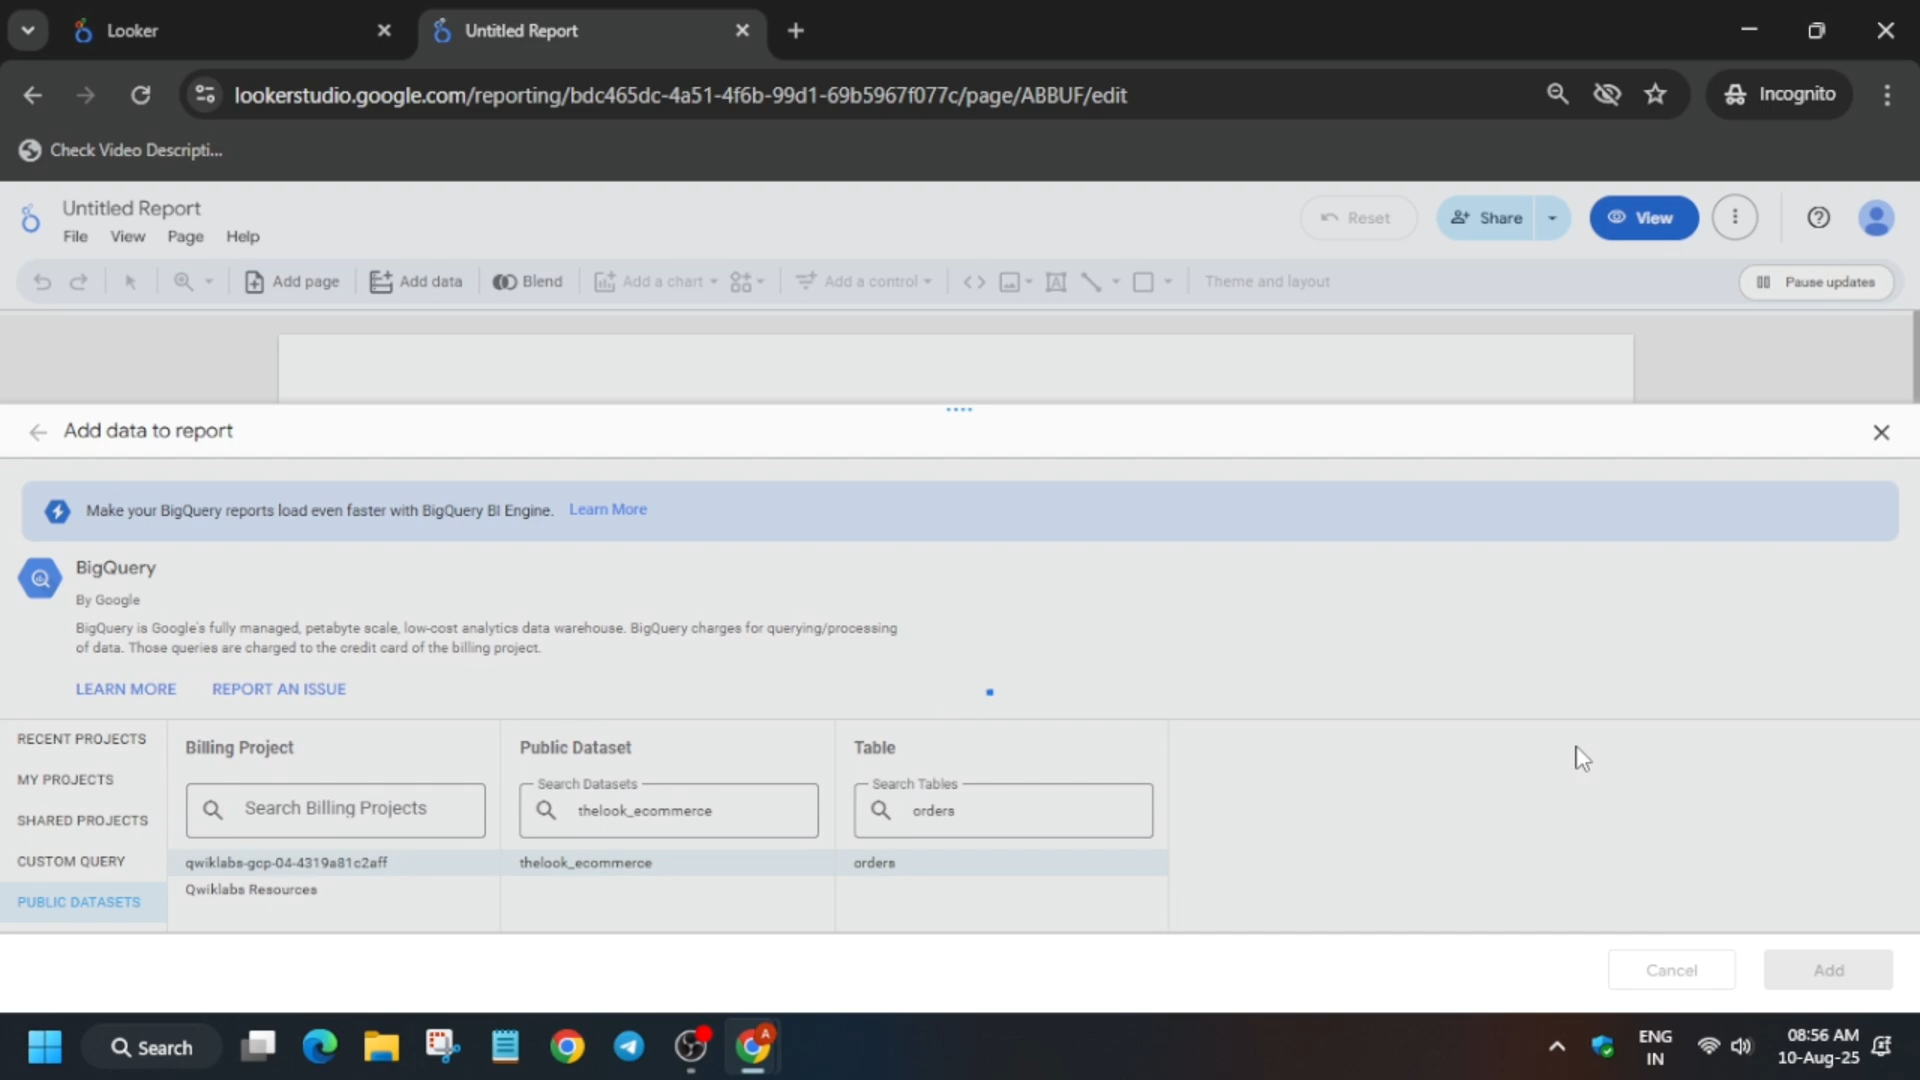 Looker
Untitled Report
lookerstudio.google.com/reporting/bdc465dc-4a51-4f6b-99d1-69b5967f077c/page/ABBUF/edit
Incognito
Check Video Descripti...
Untitled Report
File View Page Help
Reset
Share
View
Add page
Add data
Blend
Add a chart
Add a control
Theme and layout
Pause updates
Add data to report
Make your BigQuery reports load even faster with BigQuery BI Engine. Learn More
BigQuery
By Google
BigQuery is Google's fully managed, petabyte scale, low-cost analytics data warehouse. BigQuery charges for querying/processing
of data. Those queries are charged to the credit card of the billing project.
LEARN MORE REPORT AN ISSUE
RECENT PROJECTS
MY PROJECTS
SHARED PROJECTS
CUSTOM QUERY
PUBLIC DATASETS
Billing Project
Search Billing Projects
qwiklabs-gcp-04-4319a81c2aff
Qwiklabs Resources
Public Dataset
Search Datasets
thelook_ecommerce
thelook_ecommerce
Table
Search Tables
orders
orders
Cancel
Add
Search
A
ENG
IN
08:56 AM
10-Aug-25